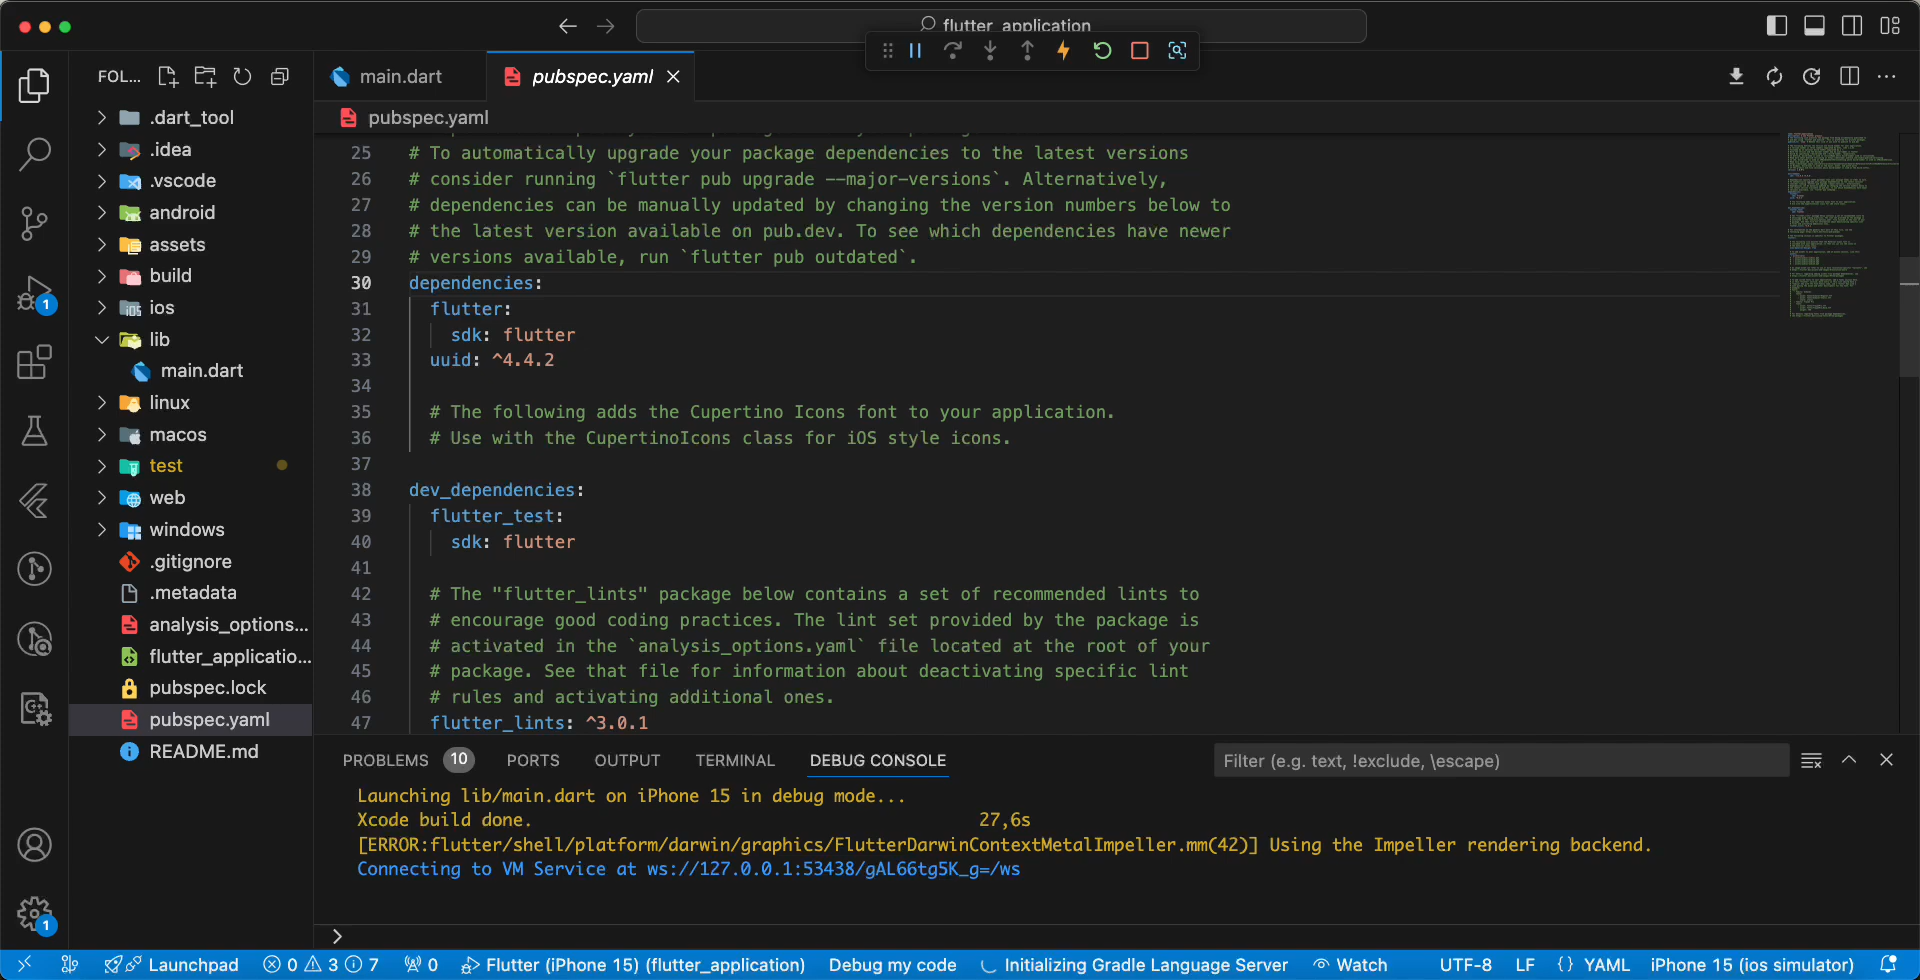 flutter_application
FOL...
main.dart
pubspec.yaml
pubspec.yaml
.dart_tool
.idea
.vscode
android
assets
build
ios
lib
main.dart
linux
macos
test
web
windows
.gitignore
.metadata
analysis_options...
flutter_applicatio...
pubspec.lock
pubspec.yaml
README.md
1
1
25 # To automatically upgrade your package dependencies to the latest versions
26 # consider running `flutter pub upgrade --major-versions`. Alternatively,
27 # dependencies can be manually updated by changing the version numbers below to
28 # the latest version available on pub.dev. To see which dependencies have newer
29 # versions available, run `flutter pub outdated`.
30 dependencies:
31 flutter:
32 sdk: flutter
33 uuid: ^4.4.2
34
35 # The following adds the Cupertino Icons font to your application.
36 # Use with the CupertinoIcons class for iOS style icons.
37
38 dev_dependencies:
39 flutter_test:
40 sdk: flutter
41
42 # The "flutter_lints" package below contains a set of recommended lints to
43 # encourage good coding practices. The lint set provided by the package is
44 # activated in the `analysis_options.yaml` file located at the root of your
45 # package. See that file for information about deactivating specific lint
46 # rules and activating additional ones.
47 flutter_lints: ^3.0.1
PROBLEMS 10 PORTS OUTPUT TERMINAL DEBUG CONSOLE Filter (e.g. text, !exclude, \escape)
Launching lib/main.dart on iPhone 15 in debug mode...
Xcode build done. 27,6s
[ERROR:flutter/shell/platform/darwin/graphics/FlutterDarwinContextMetalImpeller.mm(42)] Using the Impeller rendering backend.
Connecting to VM Service at ws://127.0.0.1:53438/gAL66tg5K_g=/ws
Launchpad 0 3 7 0 Flutter (iPhone 15) (flutter_application) Debug my code Initializing Gradle Language Server Watch UTF-8 LF {} YAML iPhone 15 (ios simulator)